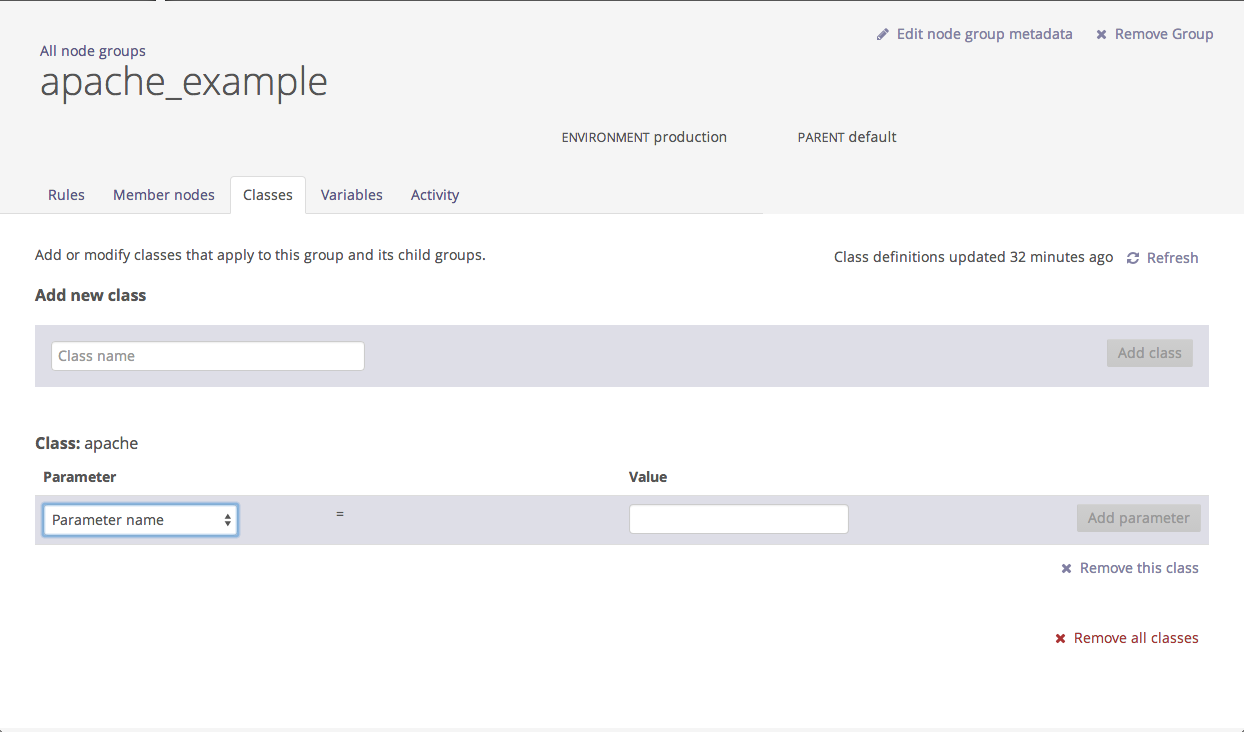 Edit node group metadata
Remove Group
All node groups
apache_example
ENVIRONMENT production
PARENT default
Rules
Member nodes
Classes
Variables
Activity
Add or modify classes that apply to this group and its child groups.
Class definitions updated 32 minutes ago
Refresh
Add new class
Class name
Add class
Class: apache
Parameter
Value
Parameter name
=
Add parameter
Remove this class
Remove all classes